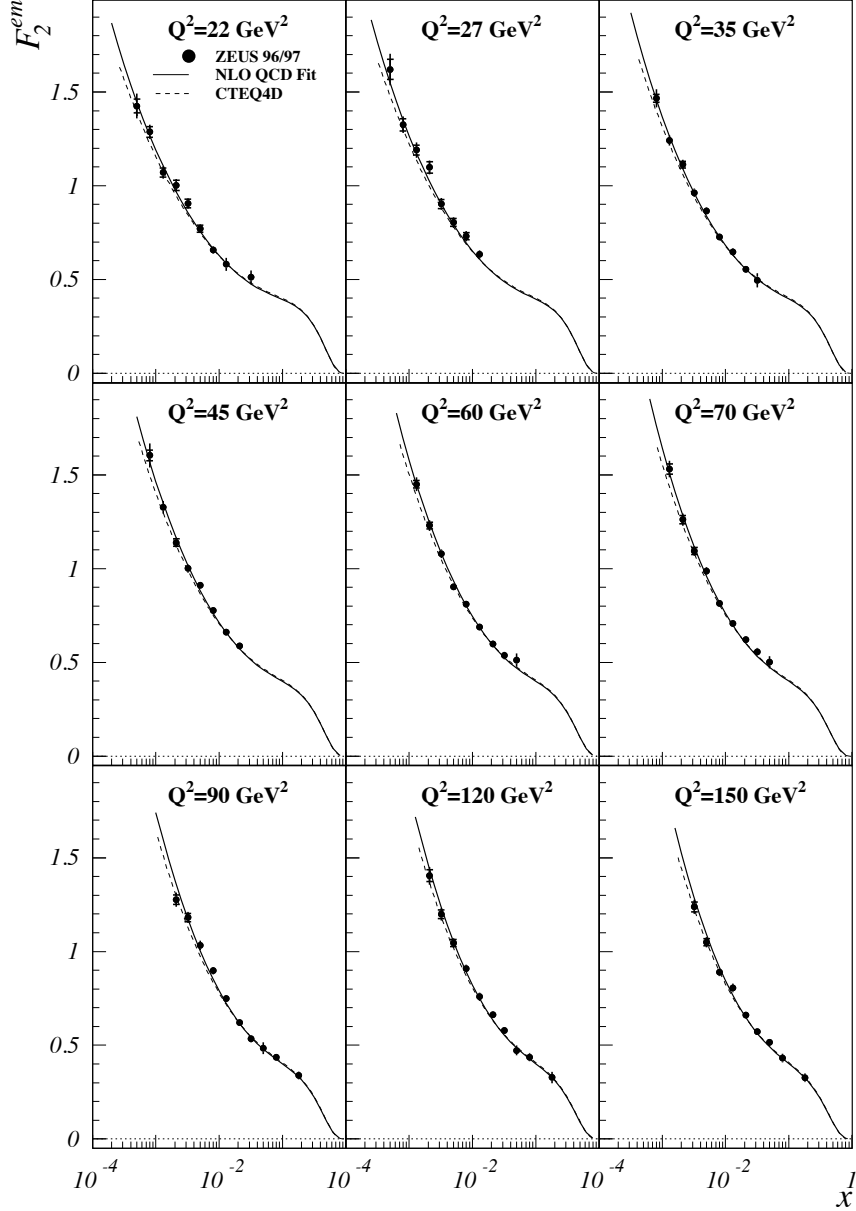 F₂ᵉᵐ
Q²=22 GeV²
Q²=27 GeV²
Q²=35 GeV²
ZEUS 96/97
NLO QCD Fit
CTEQ4D
1.5
1
0.5
0
Q²=45 GeV²
Q²=60 GeV²
Q²=70 GeV²
1.5
1
0.5
0
Q²=90 GeV²
Q²=120 GeV²
Q²=150 GeV²
1.5
1
0.5
0
10⁻⁴ 10⁻² 10⁻⁴ 10⁻² 10⁻⁴ 10⁻² 1
x